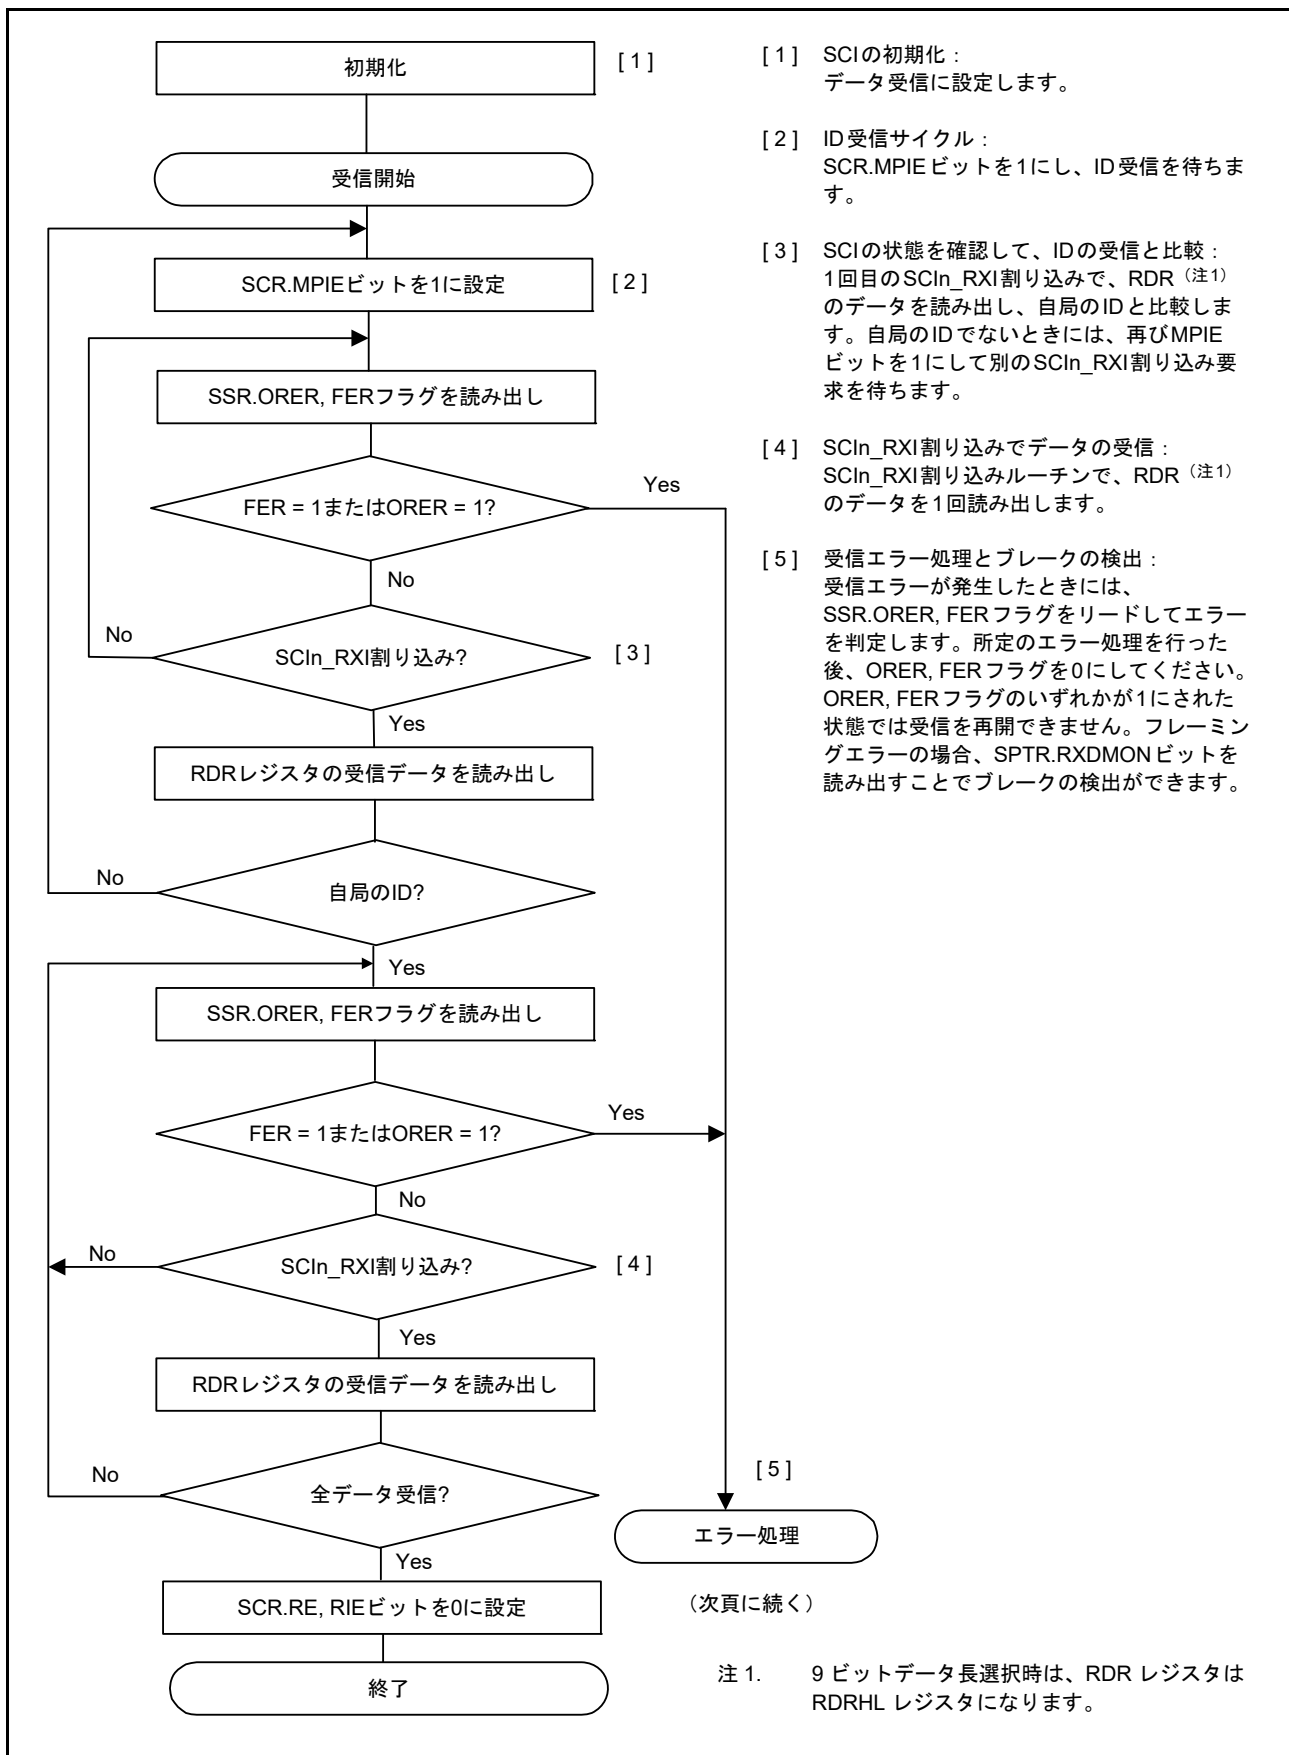 初期化
[ 1 ]
受信開始
SCR.MPIEビットを1に設定
[ 2 ]
SSR.ORER, FERフラグを読み出し
FER = 1またはORER = 1?
Yes
No
SCIn_RXI割り込み?
No
[ 3 ]
Yes
RDRレジスタの受信データを読み出し
自局のID?
No
Yes
SSR.ORER, FERフラグを読み出し
FER = 1またはORER = 1?
Yes
No
SCIn_RXI割り込み?
No
[ 4 ]
Yes
RDRレジスタの受信データを読み出し
全データ受信?
No
Yes
SCR.RE, RIEビットを0に設定
終了
[ 5 ]
エラー処理
（次頁に続く）
[ 1 ] SCIの初期化：
データ受信に設定します。
[ 2 ] ID受信サイクル：
SCR.MPIEビットを1にし、ID受信を待ちま
す。
[ 3 ] SCIの状態を確認して、IDの受信と比較：
1回目のSCIn_RXI割り込みで、RDR（注1）
のデータを読み出し、自局のIDと比較しま
す。自局のIDでないときには、再びMPIE
ビットを1にして別のSCIn_RXI割り込み要
求を待ちます。
[ 4 ] SCIn_RXI割り込みでデータの受信：
SCIn_RXI割り込みルーチンで、RDR（注1）
のデータを1回読み出します。
[ 5 ] 受信エラー処理とブレークの検出：
受信エラーが発生したときには、
SSR.ORER, FERフラグをリードしてエラー
を判定します。所定のエラー処理を行った
後、ORER, FERフラグを0にしてください。
ORER, FERフラグのいずれかが1にされた
状態では受信を再開できません。フレーミン
グエラーの場合、SPTR.RXDMONビットを
読み出すことでブレークの検出ができます。
注 1. 9 ビットデータ長選択時は、RDR レジスタは
RDRHL レジスタになります。